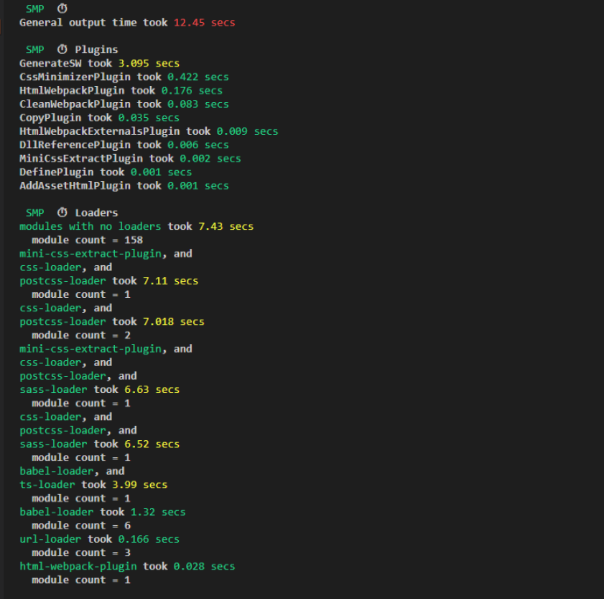 SMP ⏱
General output time took 12.45 secs
SMP ⏱ Plugins
GenerateSW took 3.095 secs
CssMinimizerPlugin took 0.422 secs
HtmlWebpackPlugin took 0.176 secs
CleanWebpackPlugin took 0.083 secs
CopyPlugin took 0.035 secs
HtmlWebpackExternalsPlugin took 0.009 secs
DllReferencePlugin took 0.006 secs
MiniCssExtractPlugin took 0.002 secs
DefinePlugin took 0.001 secs
AddAssetHtmlPlugin took 0.001 secs
SMP ⏱ Loaders
modules with no loaders took 7.43 secs
module count = 158
mini-css-extract-plugin, and
css-loader, and
postcss-loader took 7.11 secs
module count = 1
css-loader, and
postcss-loader took 7.018 secs
module count = 2
mini-css-extract-plugin, and
css-loader, and
postcss-loader, and
sass-loader took 6.63 secs
module count = 1
css-loader, and
postcss-loader, and
sass-loader took 6.52 secs
module count = 1
babel-loader, and
ts-loader took 3.99 secs
module count = 1
babel-loader took 1.32 secs
module count = 6
url-loader took 0.166 secs
module count = 3
html-webpack-plugin took 0.028 secs
module count = 1